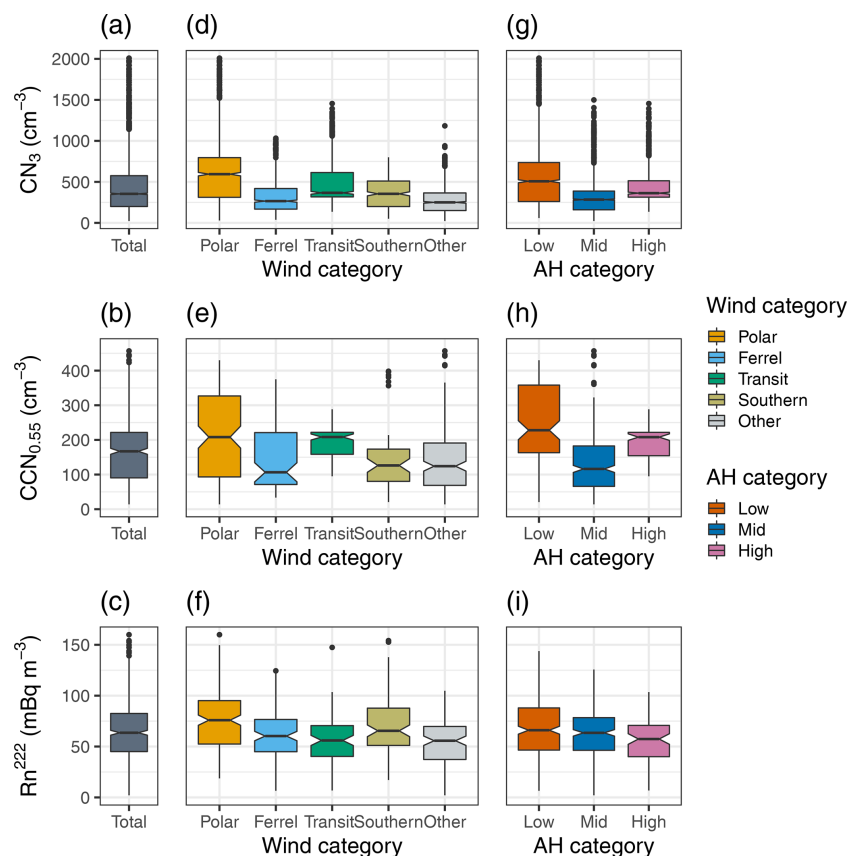 (a) (d) (g)
CN₃ (cm⁻³)
2000
1500
1000
500
0
Total Polar Ferrel Transit Southern Other Low Mid High
Wind category AH category
(b) (e) (h)
CCN₀.₅₅ (cm⁻³)
400
300
200
100
0
Total Polar Ferrel Transit Southern Other Low Mid High
Wind category AH category
Wind category
Polar
Ferrel
Transit
Southern
Other
AH category
Low
Mid
High
(c) (f) (i)
Rn²²² (mBq m⁻³)
150
100
50
0
Total Polar Ferrel Transit Southern Other Low Mid High
Wind category AH category